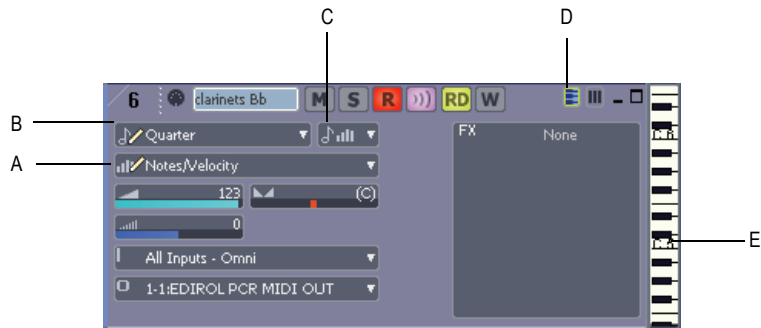 C
D
6 clarinets Bb M S R RD W
B
Quarter
FX None
C 6
A
Notes/Velocity
123 (C)
0
C 5
E
All Inputs - Omni
1-1:EDIROL PCR MIDI OUT